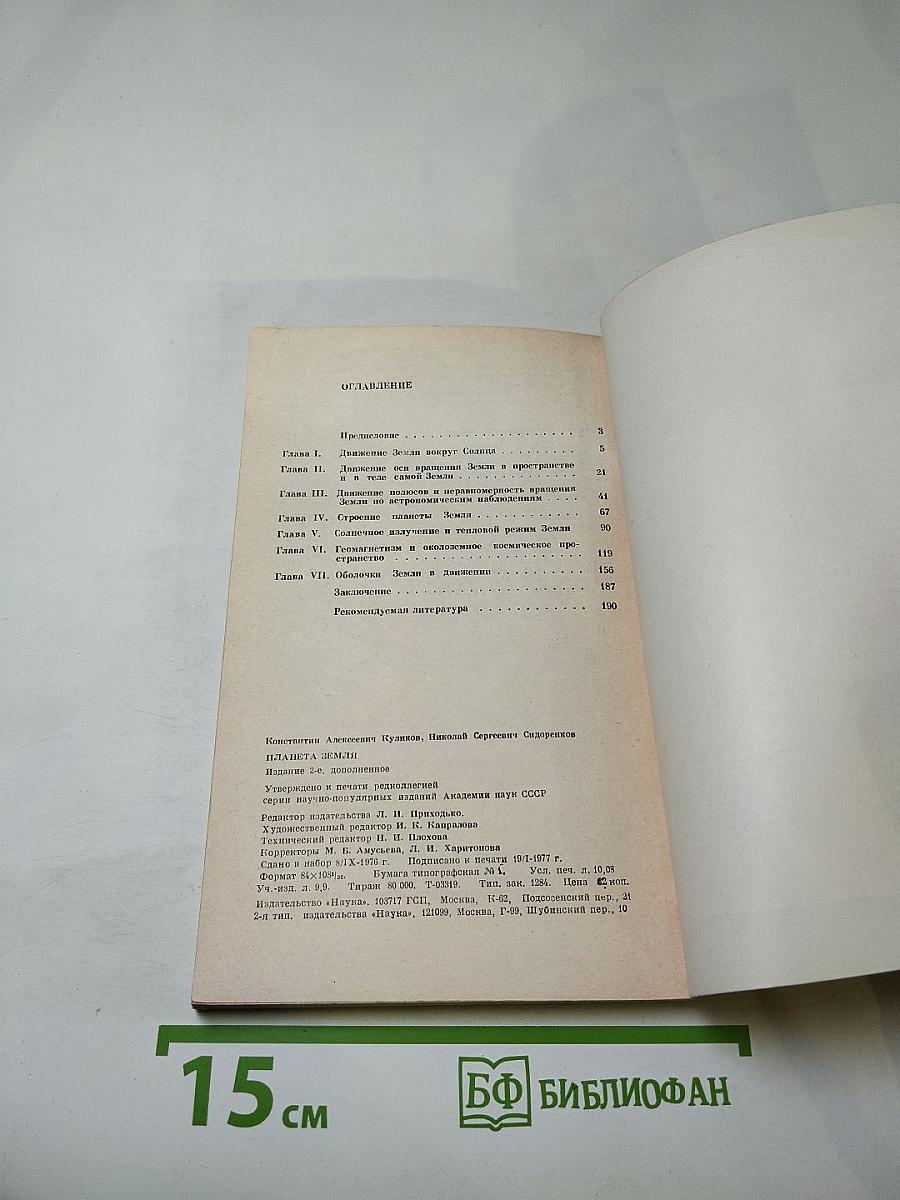 ОГЛАВЛЕНИЕ
Предисловие . . . . . . . . . . . . . . . . . . . . 3
Глава I. Движение Земли вокруг Солнца . . . . . . . . . 5
Глава II. Движение оси вращения Земли в пространстве
и в теле самой Земли . . . . . . . . . . . . . 21
Глава III. Движение полюсов и неравномерность вращения
Земли по астрономическим наблюдениям . . . . 41
Глава IV. Строение планеты Земля . . . . . . . . . . . . 67
Глава V. Солнечное излучение и тепловой режим Земли 90
Глава VI. Геомагнетизм и околоземное космическое про-
странство . . . . . . . . . . . . . . . . . . . . 119
Глава VII. Оболочки Земли в движении . . . . . . . . . . 156
Заключение . . . . . . . . . . . . . . . . . . . . 187
Рекомендуемая литература . . . . . . . . . . . . 190
Константин Алексеевич Куликов, Николай Сергеевич Сидоренков
ПЛАНЕТА ЗЕМЛЯ
Издание 2-е, дополненное
Утверждено к печати редколлегией
серии научно-популярных изданий Академии наук СССР
Редактор издательства Л. И. Приходько.
Художественный редактор И. К. Капралова
Технический редактор Н. И. Плохова
Корректоры М. Б. Амусьева, Л. И. Харитонова
Сдано в набор 8/IX-1976 г. Подписано к печати 19/I-1977 г.
Формат 84×108¹/₃₂. Бумага типографская № 1. Усл. печ. л. 10,08
Уч.-изд. л. 9,9. Тираж 80 000. Т-03319. Тип. зак. 1284. Цена 62 коп.
Издательство «Наука». 103717 ГСП, Москва, К-62, Подсосенский пер., 21
2-я тип. издательства «Наука», 121099, Москва, Г-99, Шубинский пер., 10
15 см
БФ БИБЛИОФАН